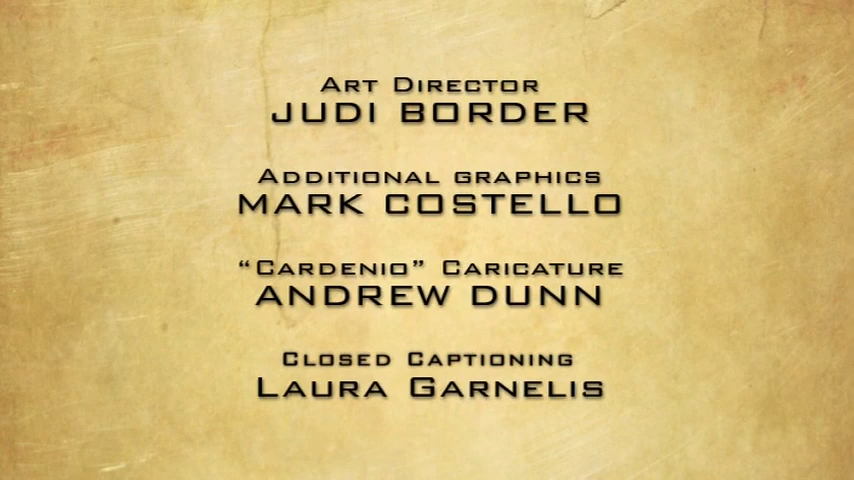 Art Director
JUDI BORDER
Additional graphics
MARK COSTELLO
“Cardenio” Caricature
ANDREW DUNN
Closed Captioning
Laura Garnelis